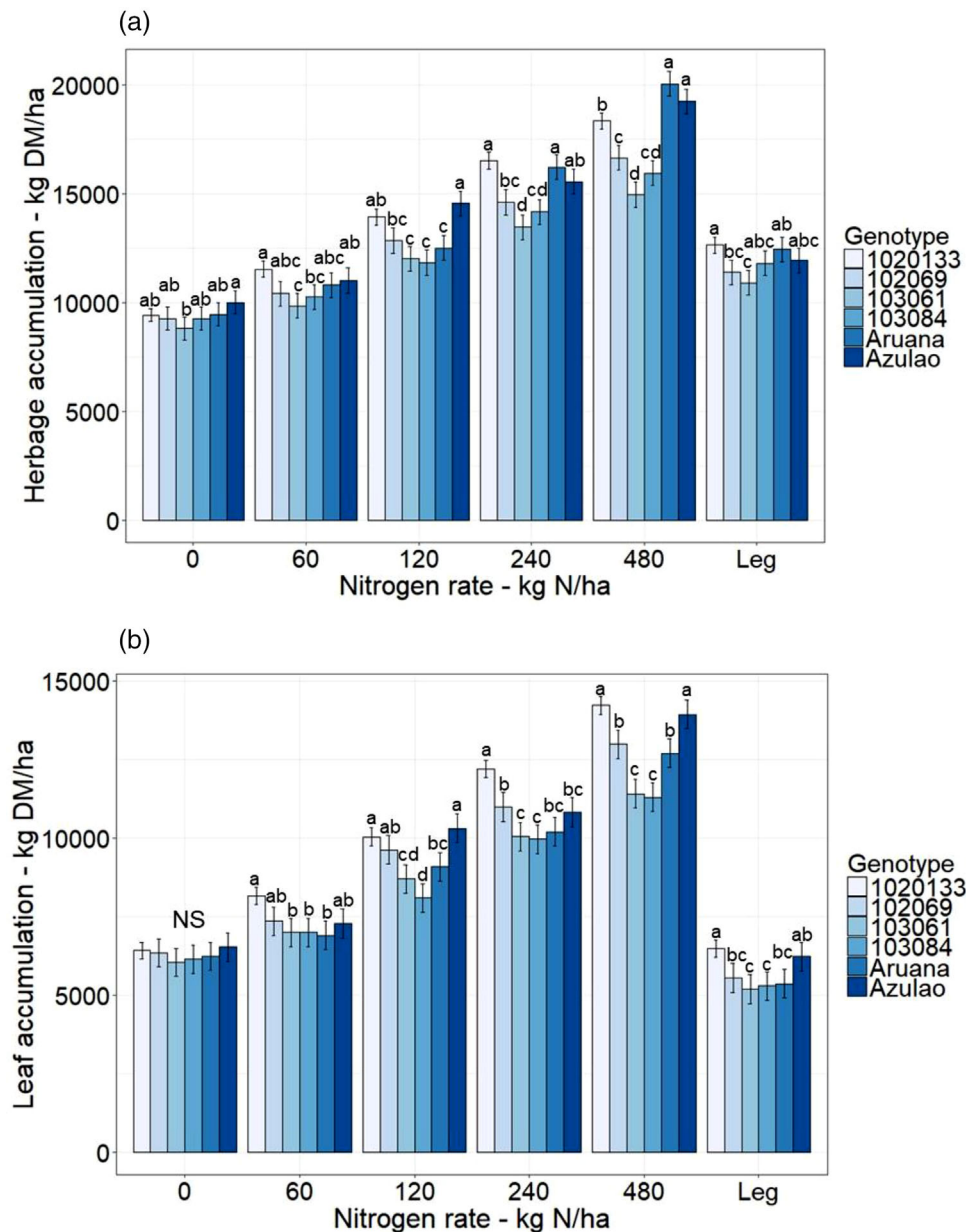 (a)
Herbage accumulation - kg DM/ha
20000
15000
10000
5000
0
ab ab b ab ab a
a abc c bc abc ab
ab bc c c c a
a bc d cd a ab
b c d cd a a
a bc c abc ab abc
0 60 120 240 480 Leg
Nitrogen rate - kg N/ha
Genotype
1020133
102069
103061
103084
Aruana
Azulao
(b)
Leaf accumulation - kg DM/ha
15000
10000
5000
0
NS
a ab b b b ab
a ab cd d bc a
a b c c bc bc
a b c c b a
a bc c c bc ab
0 60 120 240 480 Leg
Nitrogen rate - kg N/ha
Genotype
1020133
102069
103061
103084
Aruana
Azulao